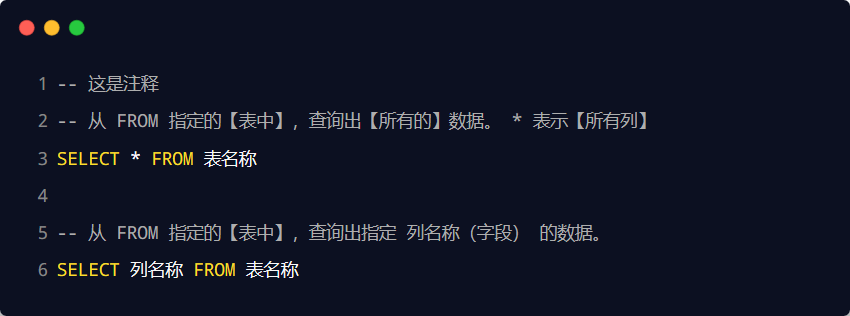 1 -- 这是注释
2 -- 从 FROM 指定的【表中】，查询出【所有的】数据。 * 表示【所有列】
3 SELECT * FROM 表名称
4
5 -- 从 FROM 指定的【表中】，查询出指定 列名称（字段） 的数据。
6 SELECT 列名称 FROM 表名称